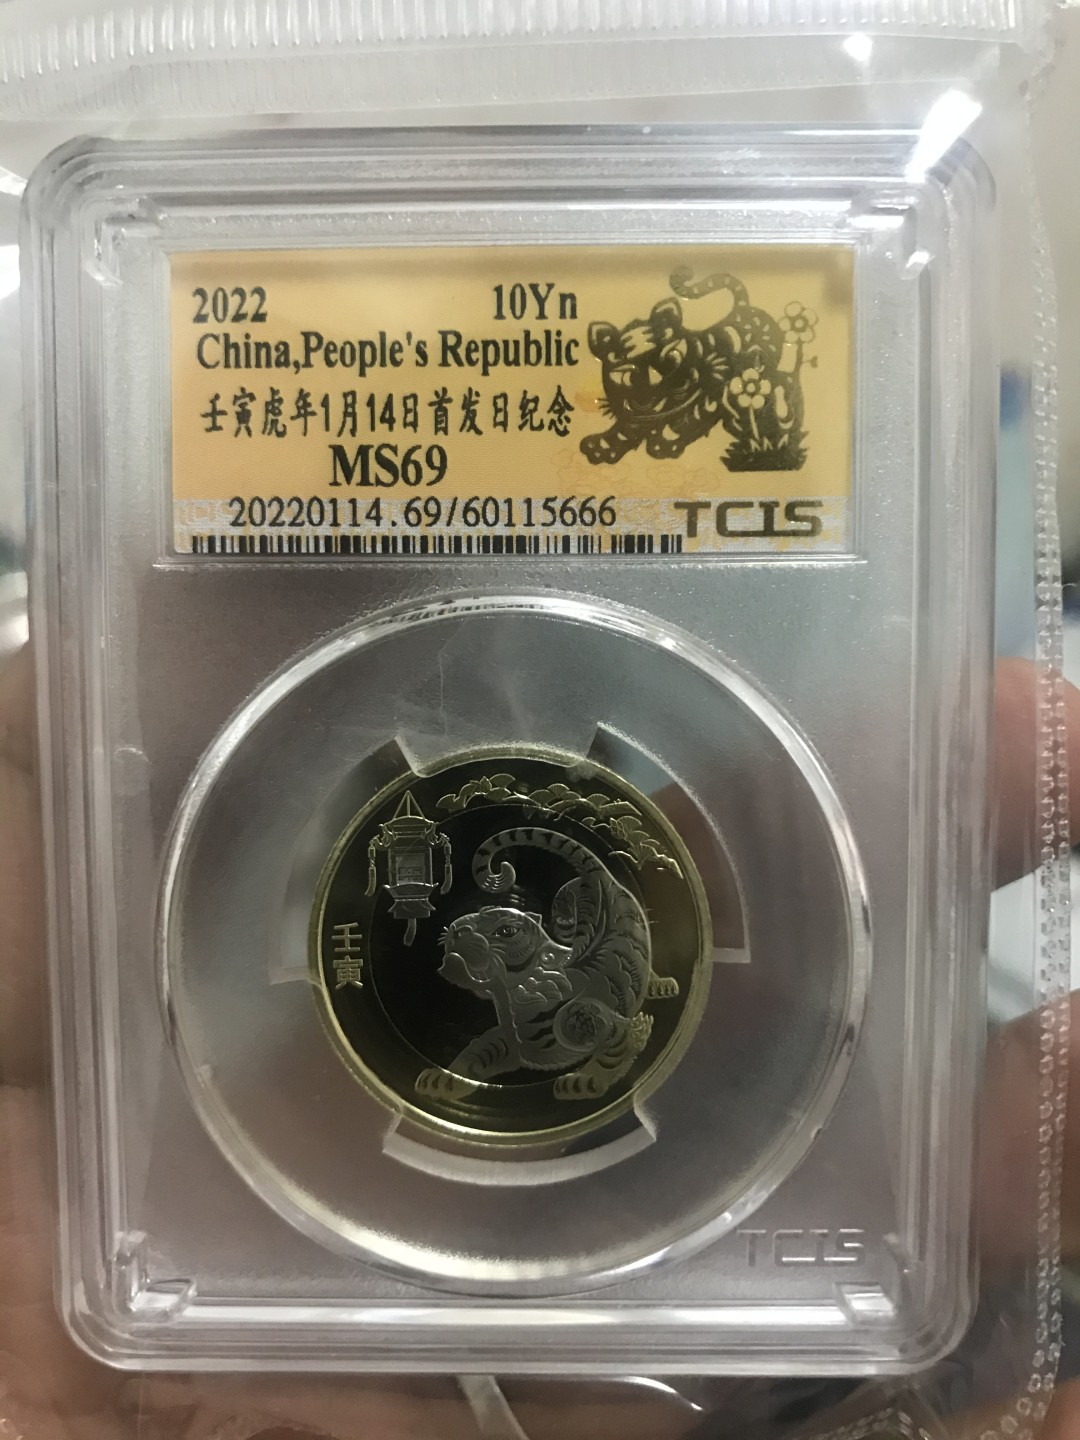 2022 10Yn
China,People's Republic
壬寅虎年1月14日首发日纪念
MS69
20220114.69/60115666 TCIS
壬寅
TCIS